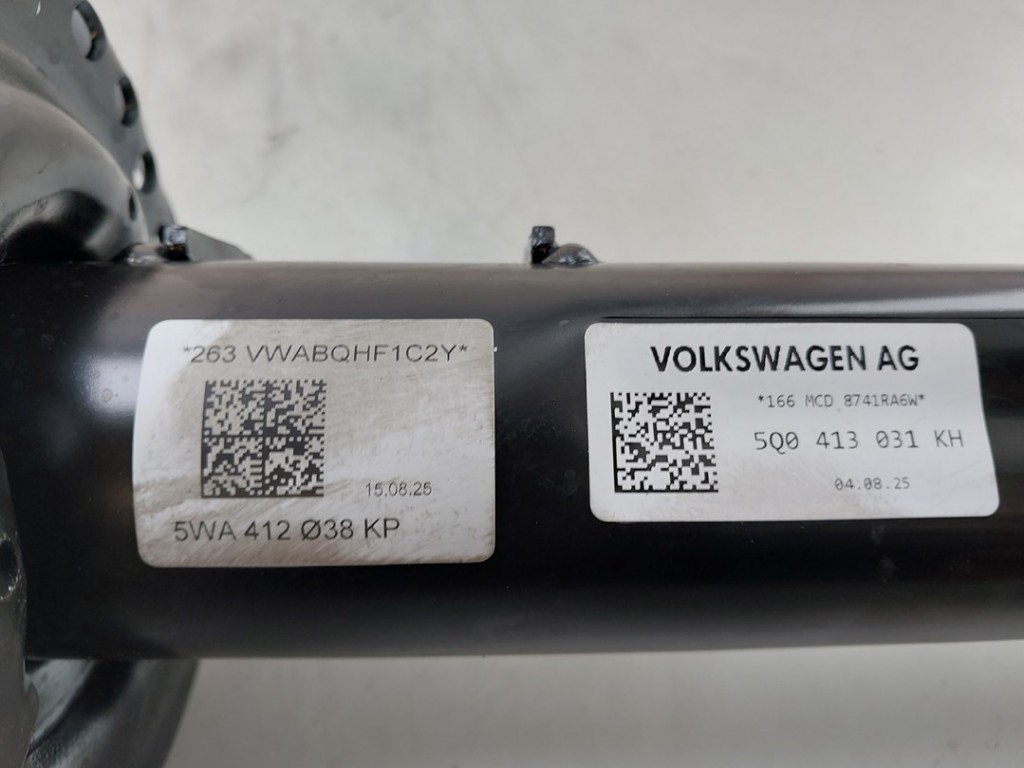 *263 VWABQHF1C2Y*
15.08.25
5WA 412 Ø38 KP
VOLKSWAGEN AG
*166 MCD 8741RA6W*
5Q0 413 031 KH
04.08.25